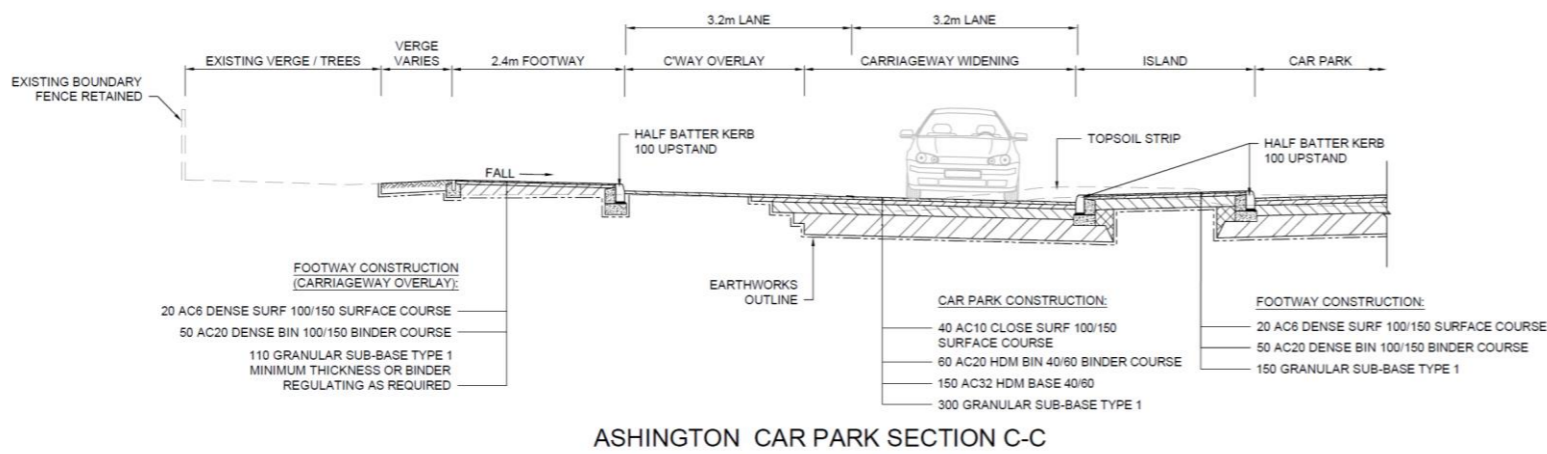 3.2m LANE
3.2m LANE
EXISTING VERGE / TREES
VERGE
VARIES
2.4m FOOTWAY
C'WAY OVERLAY
CARRIAGEWAY WIDENING
ISLAND
CAR PARK
EXISTING BOUNDARY
FENCE RETAINED
HALF BATTER KERB
100 UPSTAND
TOPSOIL STRIP
HALF BATTER KERB
100 UPSTAND
FALL
FOOTWAY CONSTRUCTION
(CARRIAGEWAY OVERLAY):
20 AC6 DENSE SURF 100/150 SURFACE COURSE
50 AC20 DENSE BIN 100/150 BINDER COURSE
110 GRANULAR SUB-BASE TYPE 1
MINIMUM THICKNESS OR BINDER
REGULATING AS REQUIRED
EARTHWORKS
OUTLINE
CAR PARK CONSTRUCTION:
40 AC10 CLOSE SURF 100/150
SURFACE COURSE
60 AC20 HDM BIN 40/60 BINDER COURSE
150 AC32 HDM BASE 40/60
300 GRANULAR SUB-BASE TYPE 1
FOOTWAY CONSTRUCTION:
20 AC6 DENSE SURF 100/150 SURFACE COURSE
50 AC20 DENSE BIN 100/150 BINDER COURSE
150 GRANULAR SUB-BASE TYPE 1
ASHINGTON CAR PARK SECTION C-C